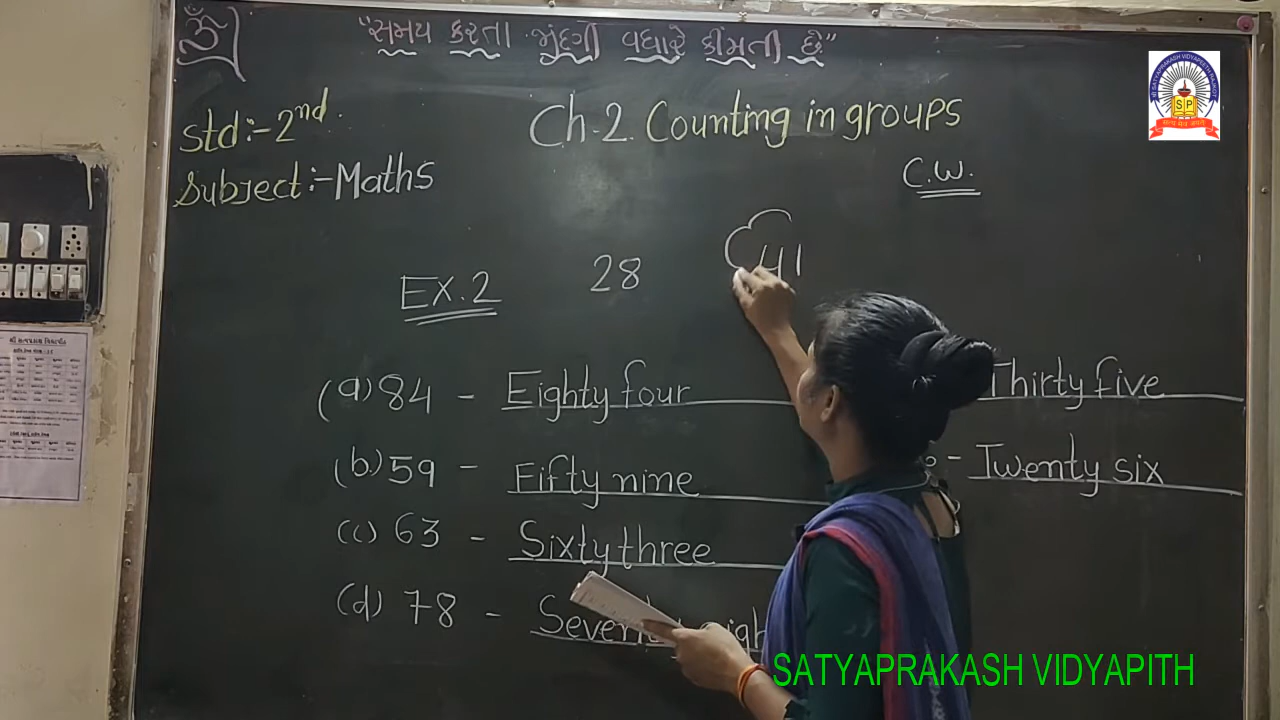 ૐ
"સમય કરતા જીંદગી વધારે કીંમતી છે"
Std:-2nd.
Ch-2. Counting in groups
Subject:-Maths
C.W.
Ex.2
28
41
(a) 84 - Eighty four
Thirty five
(b) 59 - Fifty nine
- Twenty six
(c) 63 - Sixty three
(d) 78 -
SP
SATYAPRAKASH VIDYAPITH